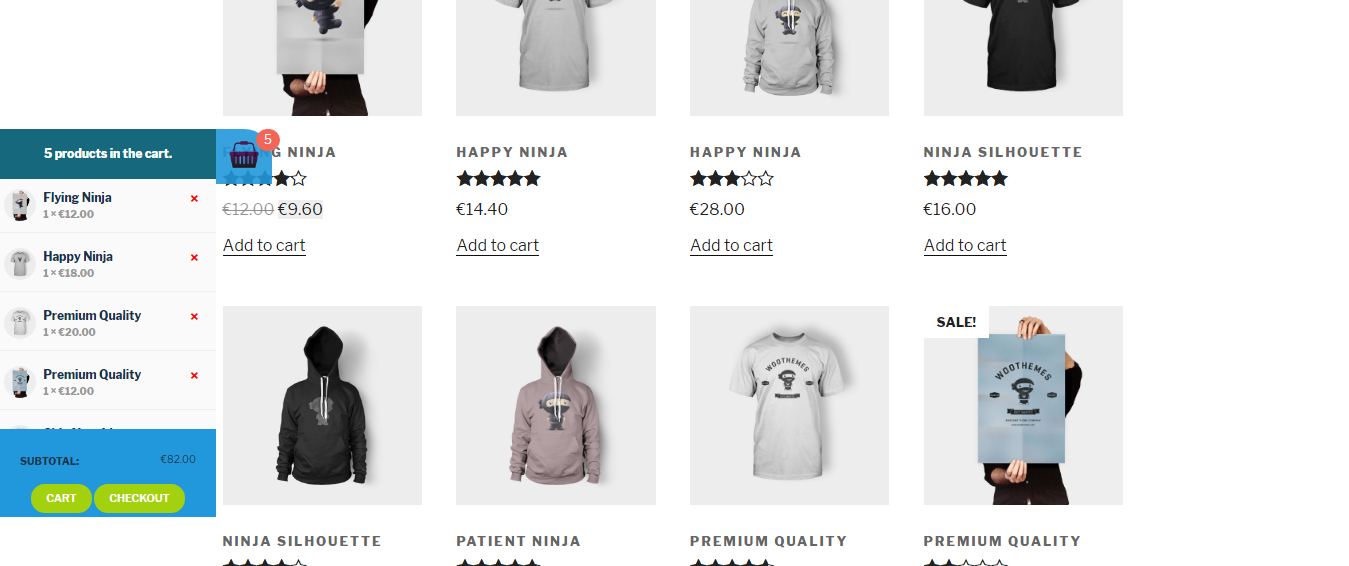 5 products in the cart.
Flying Ninja
1 × €12.00
×
Happy Ninja
1 × €18.00
×
Premium Quality
1 × €20.00
×
Premium Quality
1 × €12.00
×
SUBTOTAL: €82.00
CART CHECKOUT
5
FLYING NINJA
€12.00 €9.60
Add to cart
HAPPY NINJA
€14.40
Add to cart
HAPPY NINJA
€28.00
Add to cart
NINJA SILHOUETTE
€16.00
Add to cart
NINJA SILHOUETTE
PATIENT NINJA
WOOTHEMES
PREMIUM QUALITY
SALE!
WOOTHEMES
PREMIUM QUALITY